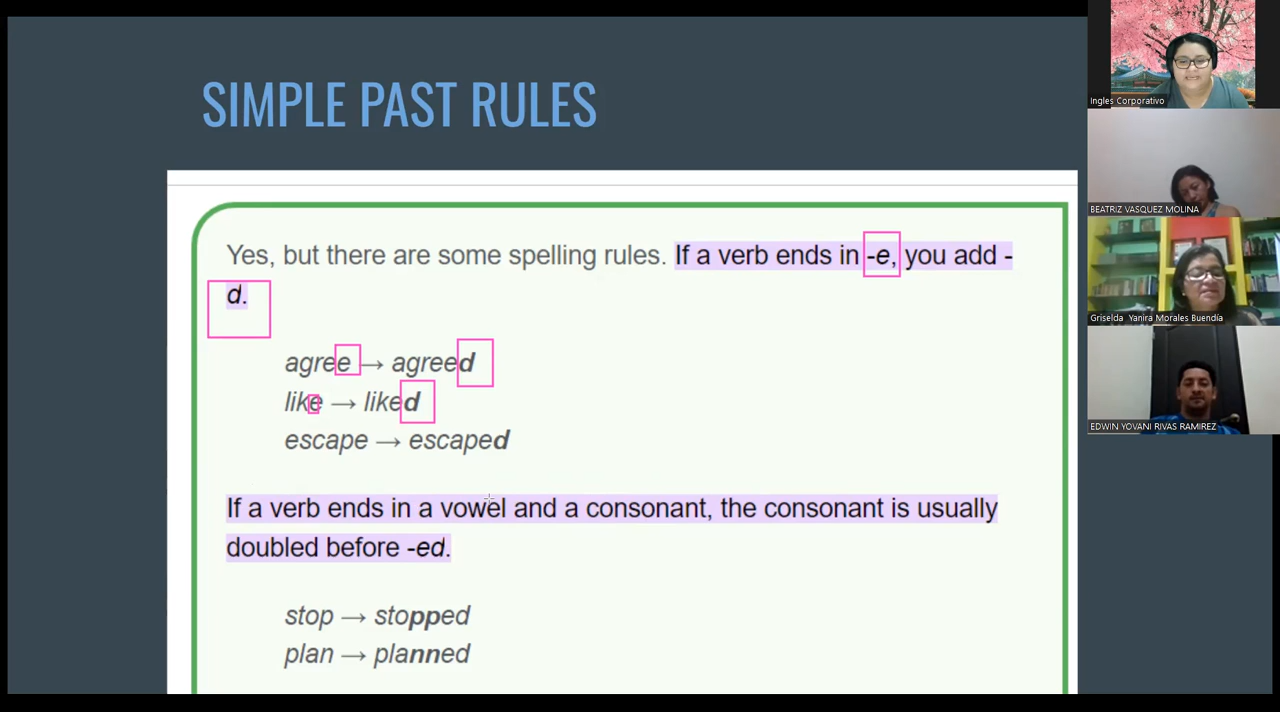 SIMPLE PAST RULES
Yes, but there are some spelling rules. If a verb ends in -e, you add -
d.
agree → agreed
like → liked
escape → escaped
If a verb ends in a vowel and a consonant, the consonant is usually
doubled before -ed.
stop → stopped
plan → planned
Ingles Corporativo
BEATRIZ VASQUEZ MOLINA
Griselda Yanira Morales Buendía
EDWIN YOVANI RIVAS RAMIREZ